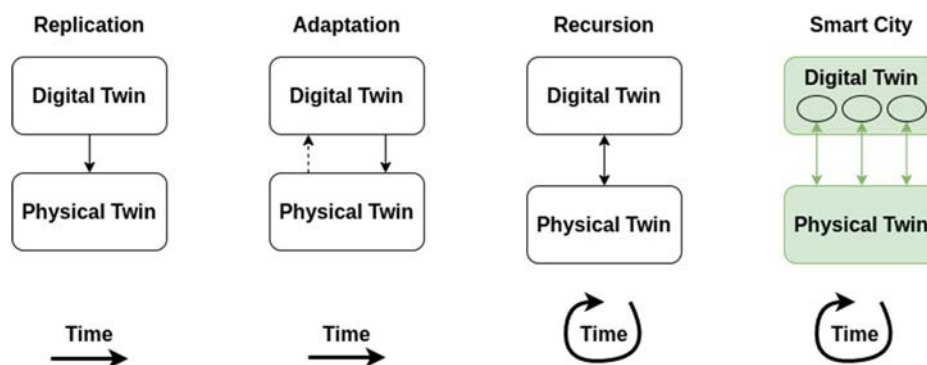 Replication
Adaptation
Recursion
Smart City
Digital Twin
Digital Twin
Digital Twin
Digital Twin
Physical Twin
Physical Twin
Physical Twin
Physical Twin
Time
Time
Time
Time